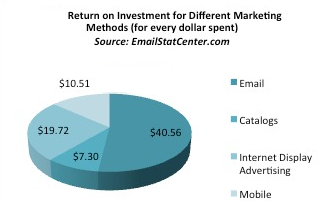 Return on Investment for Different Marketing
Methods (for every dollar spent)
Source: EmailStatCenter.com
$10.51
$19.72
$7.30
$40.56
Email
Catalogs
Internet Display
Advertising
Mobile